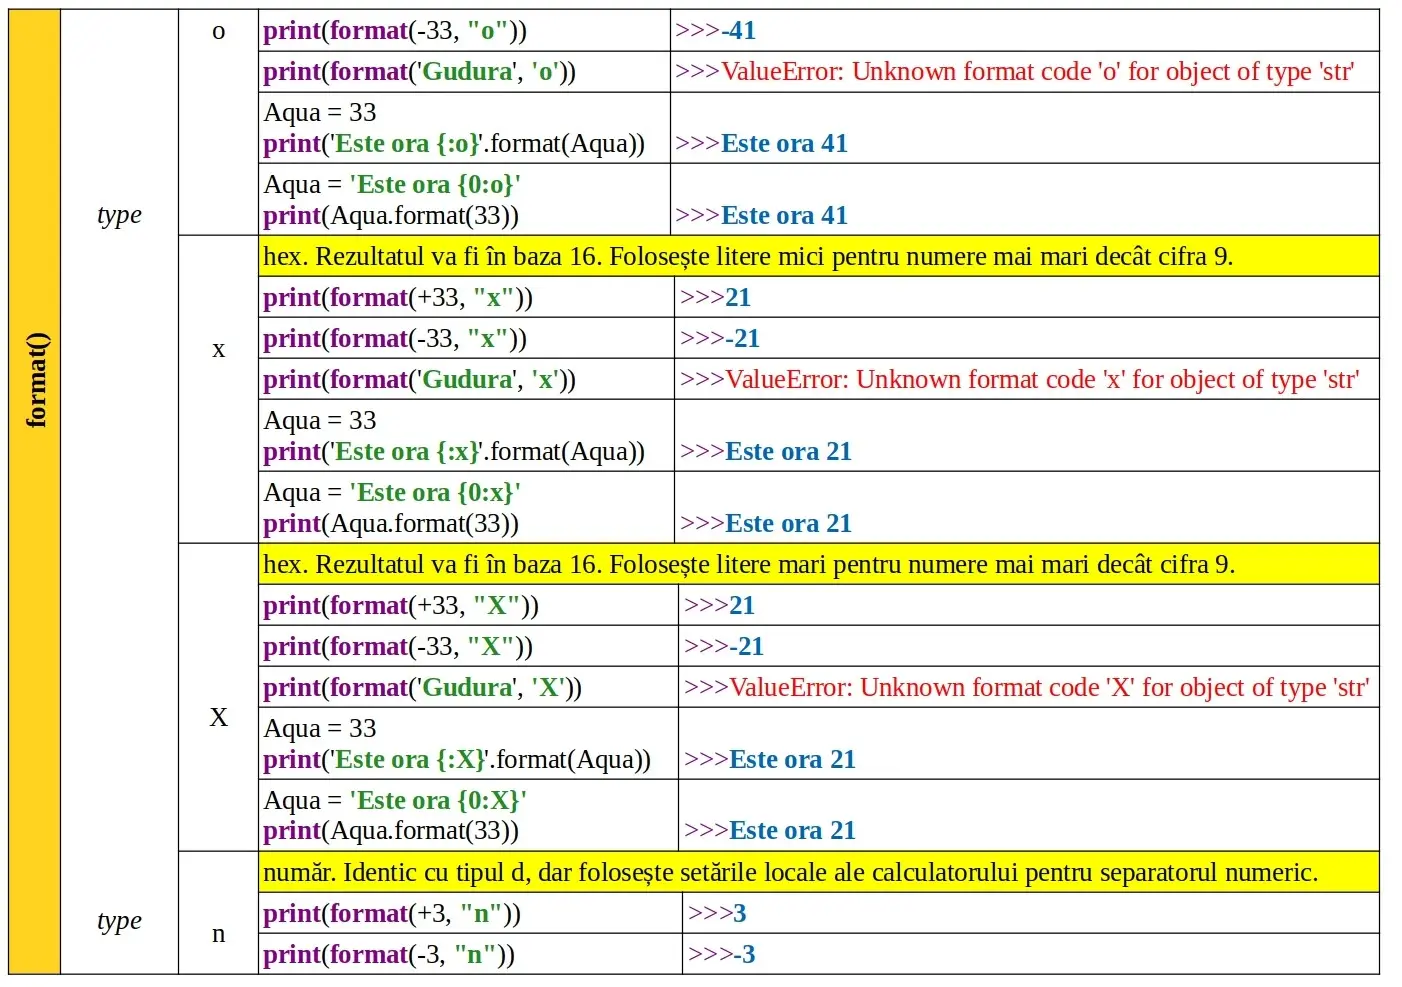 format()
type
o
print(format(-33, "o"))
>>>-41
print(format('Gudura', 'o'))
>>>ValueError: Unknown format code 'o' for object of type 'str'
Aqua = 33
print('Este ora {:o}'.format(Aqua))
>>>Este ora 41
Aqua = 'Este ora {0:o}'
print(Aqua.format(33))
>>>Este ora 41
x
hex. Rezultatul va fi în baza 16. Folosește litere mici pentru numere mai mari decât cifra 9.
print(format(+33, "x"))
>>>21
print(format(-33, "x"))
>>>-21
print(format('Gudura', 'x'))
>>>ValueError: Unknown format code 'x' for object of type 'str'
Aqua = 33
print('Este ora {:x}'.format(Aqua))
>>>Este ora 21
Aqua = 'Este ora {0:x}'
print(Aqua.format(33))
>>>Este ora 21
X
hex. Rezultatul va fi în baza 16. Folosește litere mari pentru numere mai mari decât cifra 9.
print(format(+33, "X"))
>>>21
print(format(-33, "X"))
>>>-21
print(format('Gudura', 'X'))
>>>ValueError: Unknown format code 'X' for object of type 'str'
Aqua = 33
print('Este ora {:X}'.format(Aqua))
>>>Este ora 21
Aqua = 'Este ora {0:X}'
print(Aqua.format(33))
>>>Este ora 21
type
n
număr. Identic cu tipul d, dar folosește setările locale ale calculatorului pentru separatorul numeric.
print(format(+3, "n"))
>>>3
print(format(-3, "n"))
>>>-3